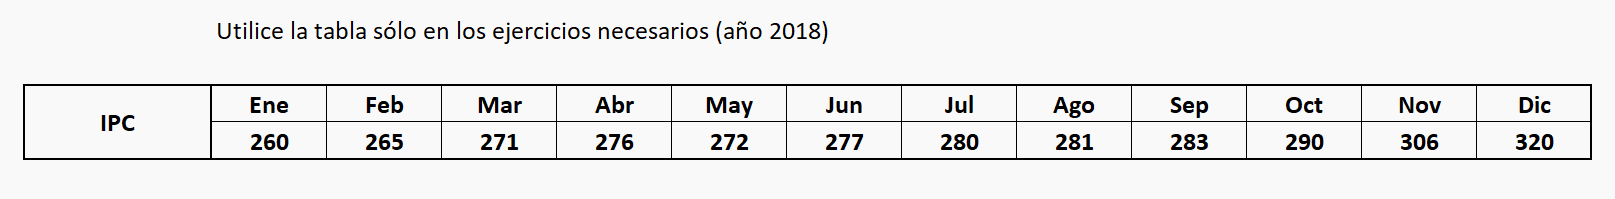 Utilice la tabla sólo en los ejercicios necesarios (año 2018)
IPC
Ene Feb Mar Abr May Jun Jul Ago Sep Oct Nov Dic
260 265 271 276 272 277 280 281 283 290 306 320